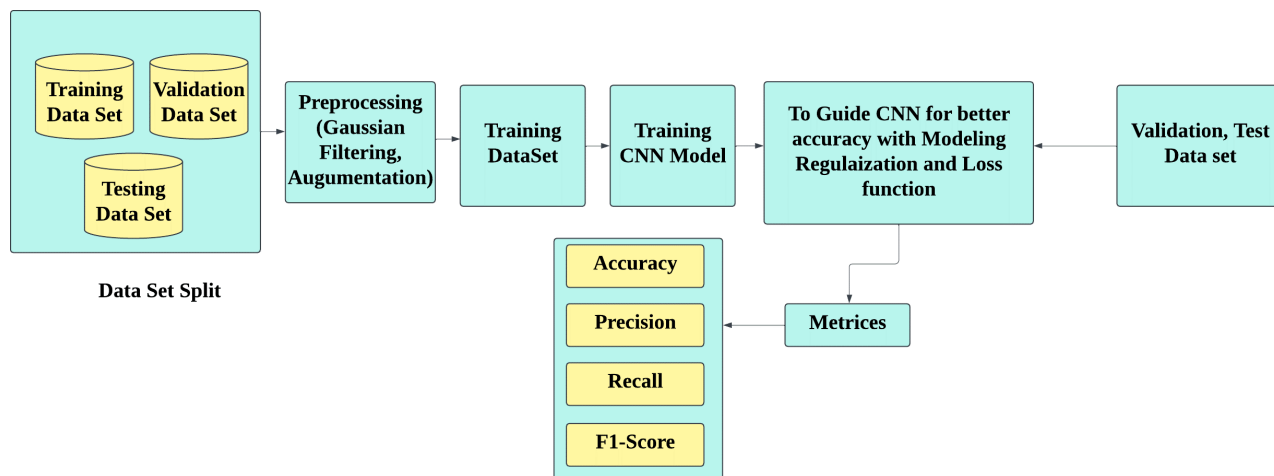 Training
Data Set
Validation
Data Set
Testing
Data Set
Data Set Split
Preprocessing
(Gaussian
Filtering,
Augumentation)
Training
DataSet
Training
CNN Model
To Guide CNN for better
accuracy with Modeling
Regulaization and Loss
function
Validation, Test
Data set
Metrices
Accuracy
Precision
Recall
F1-Score